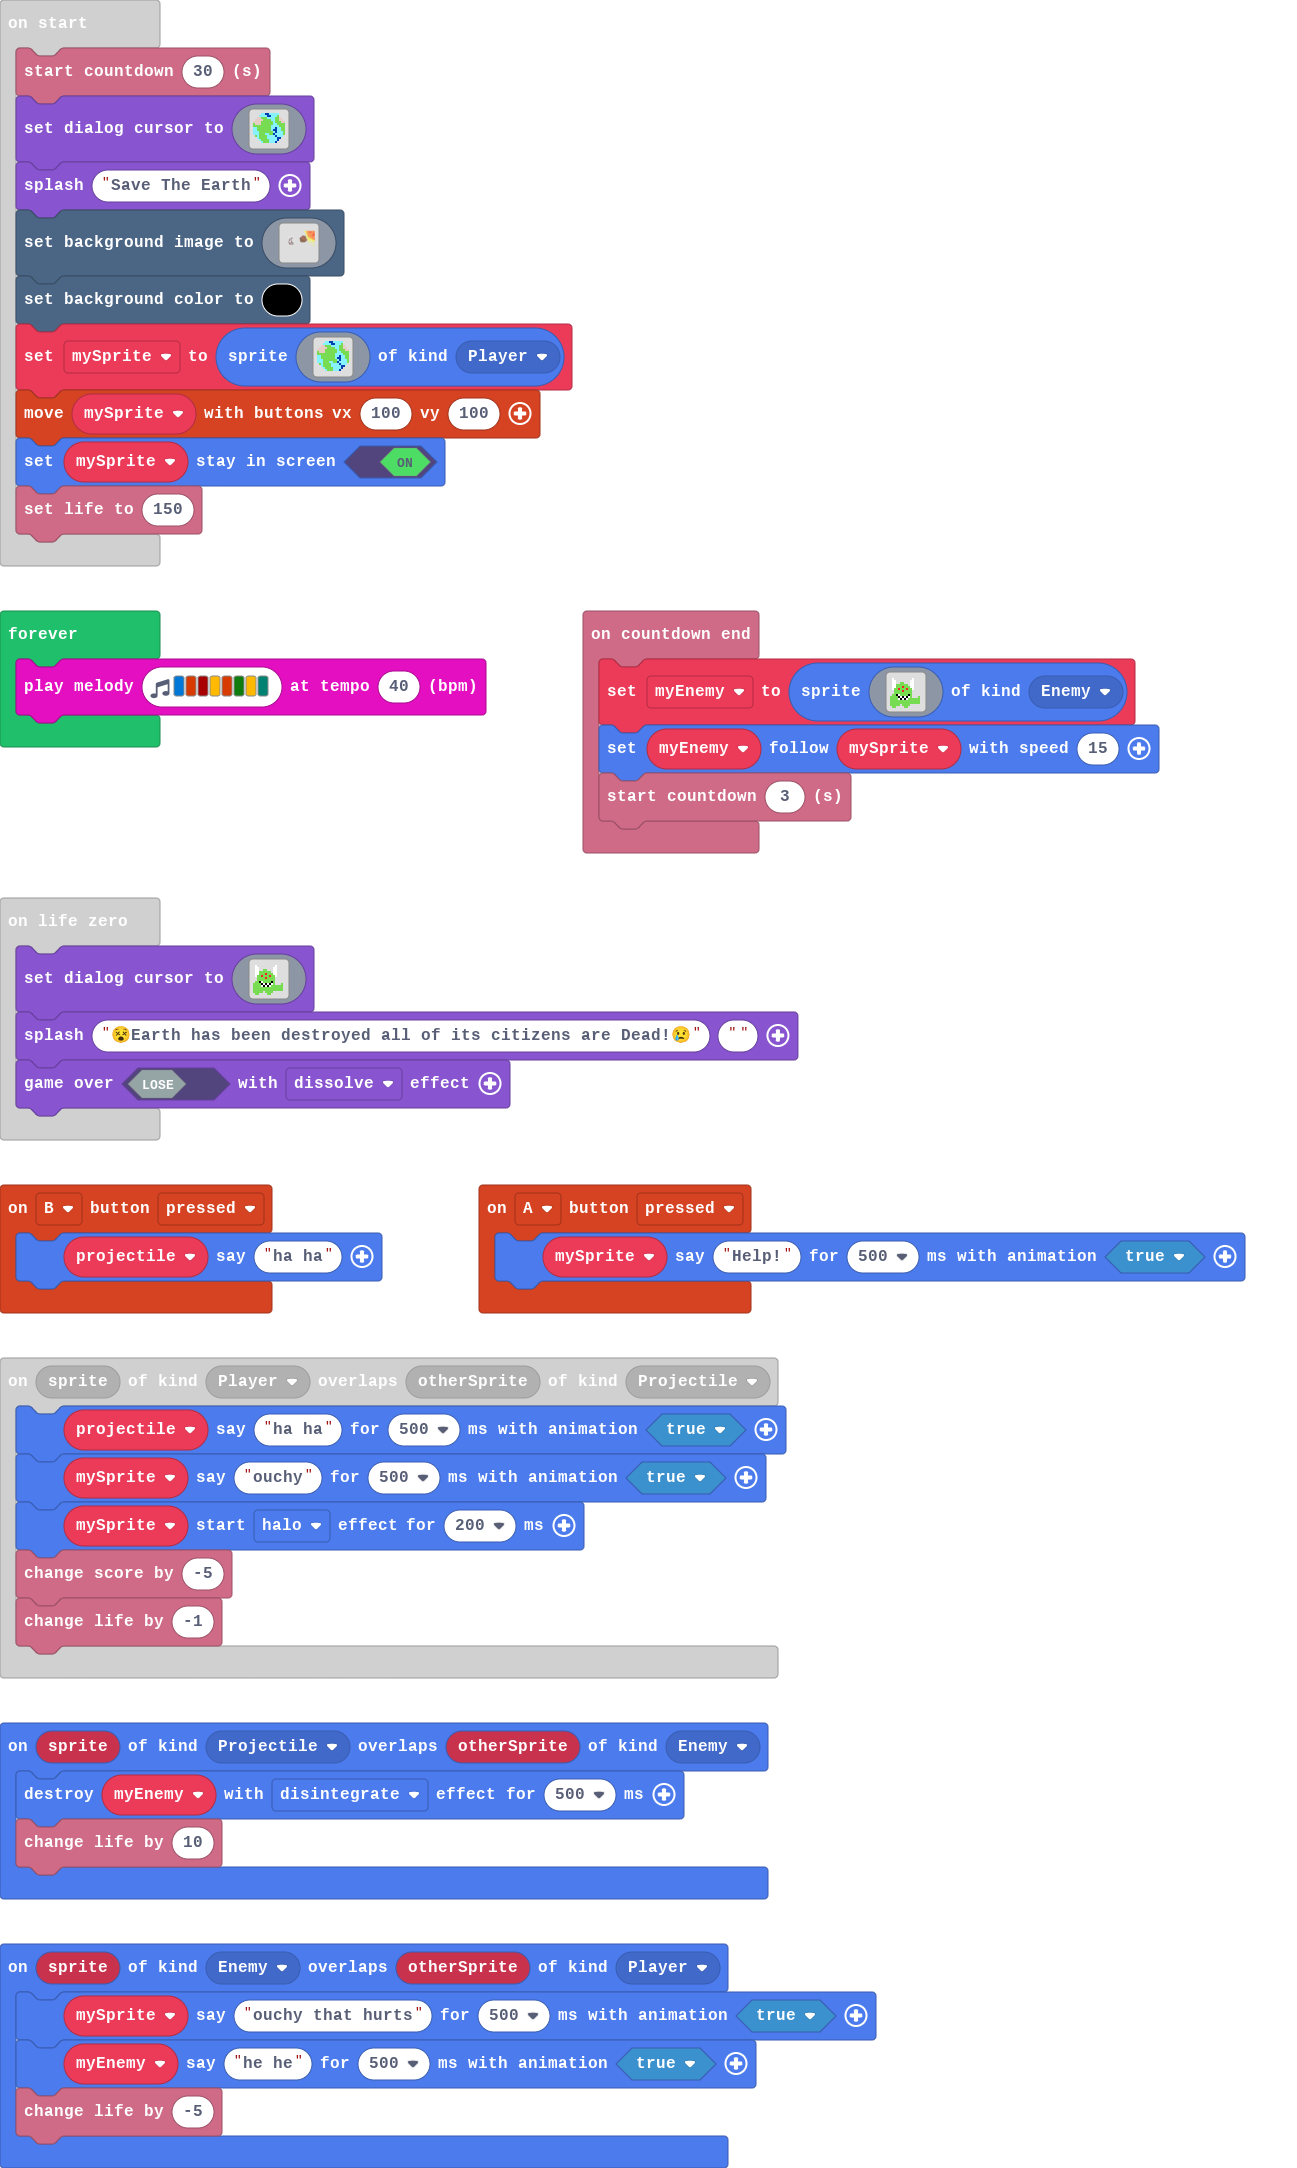 on start
start countdown 30 (s)
set dialog cursor to
splash "Save The Earth"
set background image to
set background color to
set mySprite to sprite of kind Player
move mySprite with buttons vx 100 vy 100
set mySprite stay in screen ON
set life to 150
forever
play melody at tempo 40 (bpm)
on countdown end
set myEnemy to sprite of kind Enemy
set myEnemy follow mySprite with speed 15
start countdown 3 (s)
on life zero
set dialog cursor to
splash "😵Earth has been destroyed all of its citizens are Dead!😢" ""
game over LOSE with dissolve effect
on B button pressed
projectile say "ha ha"
on A button pressed
mySprite say "Help!" for 500 ms with animation true
on sprite of kind Player overlaps otherSprite of kind Projectile
projectile say "ha ha" for 500 ms with animation true
mySprite say "ouchy" for 500 ms with animation true
mySprite start halo effect for 200 ms
change score by -5
change life by -1
on sprite of kind Projectile overlaps otherSprite of kind Enemy
destroy myEnemy with disintegrate effect for 500 ms
change life by 10
on sprite of kind Enemy overlaps otherSprite of kind Player
mySprite say "ouchy that hurts" for 500 ms with animation true
myEnemy say "he he" for 500 ms with animation true
change life by -5